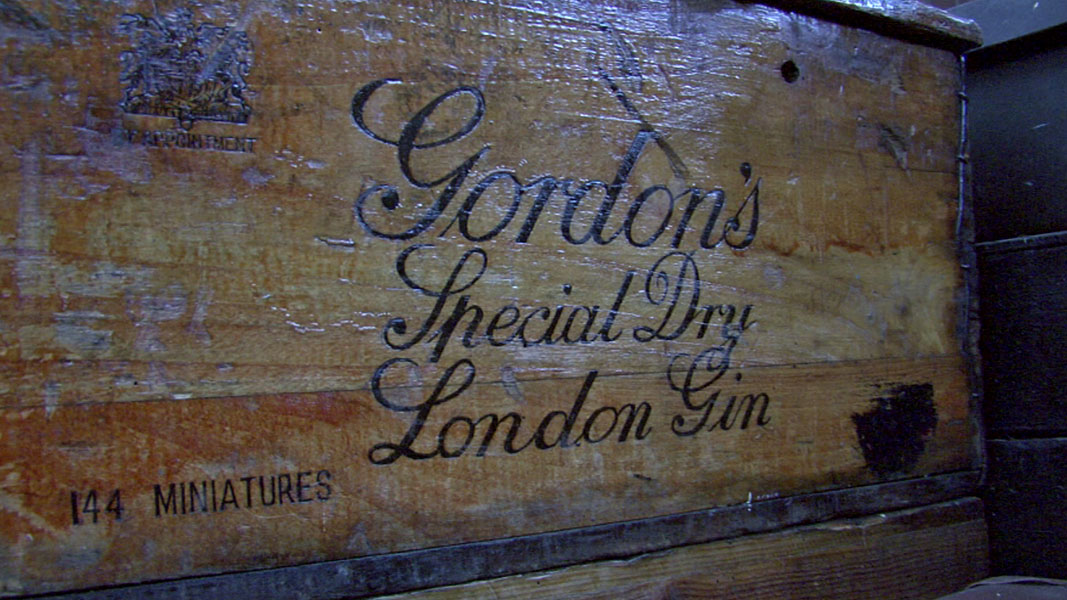 APPOINTMENT
Gordon's
Special Dry
London Gin
144 MINIATURES